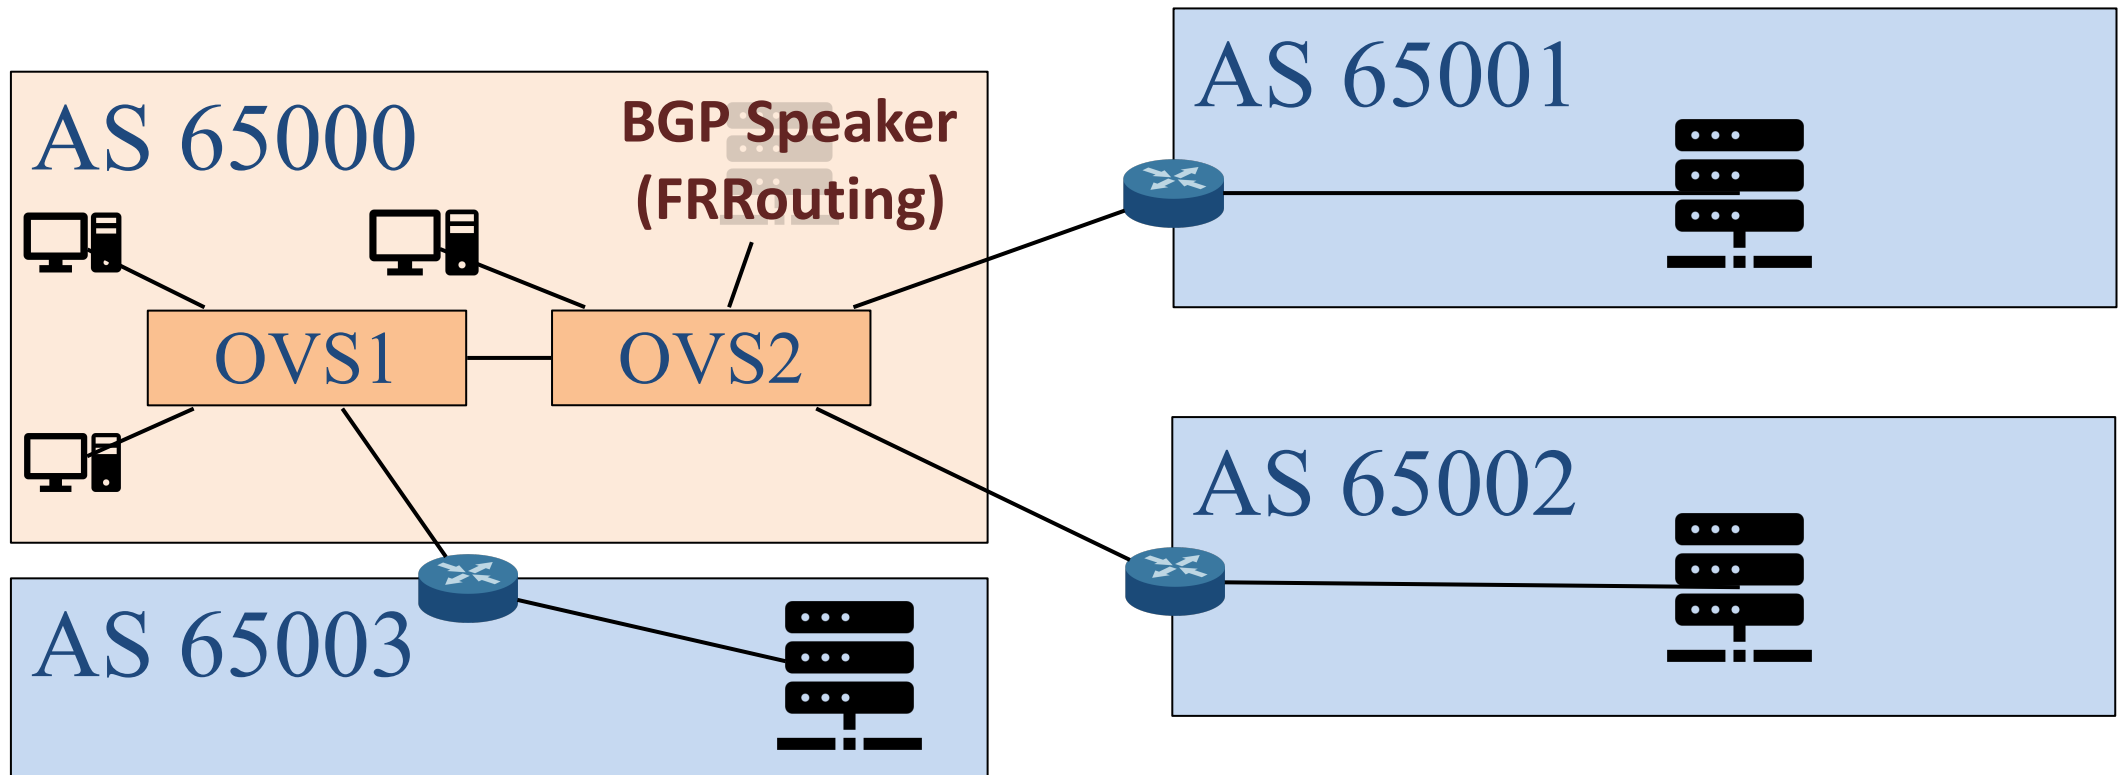 AS 65000
BGP Speaker
(FRRouting)
OVS1
OVS2
AS 65001
AS 65002
AS 65003